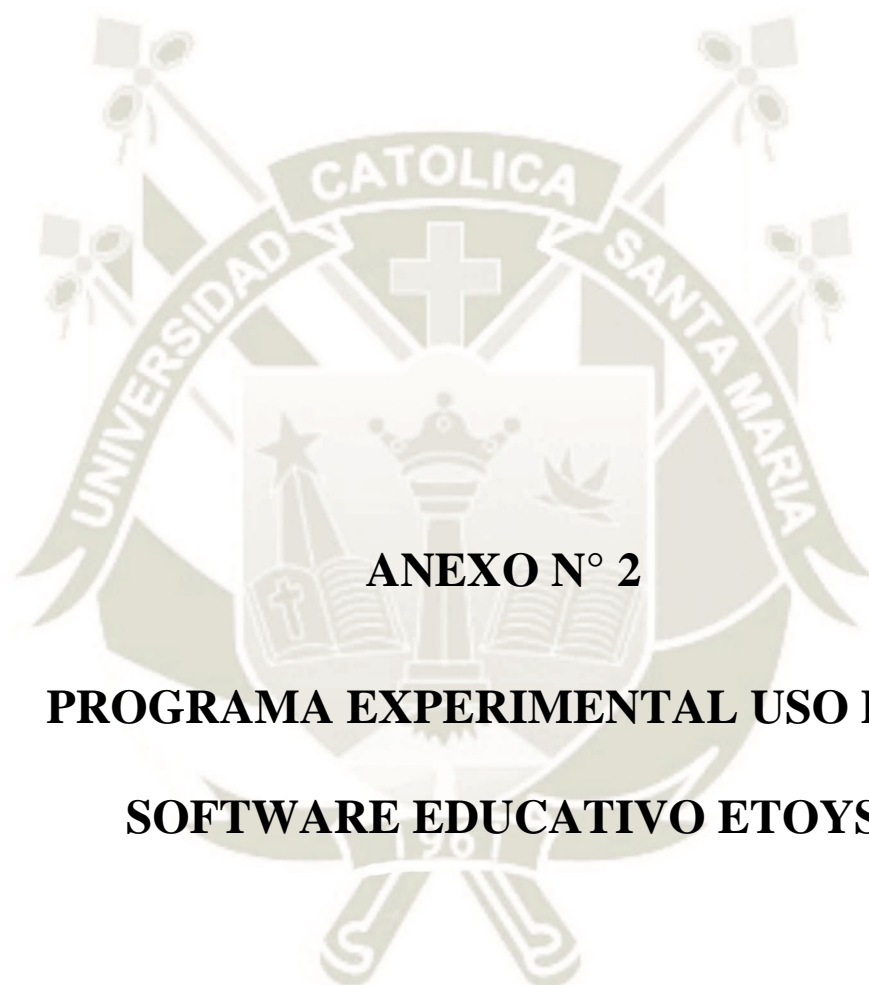 CATOLICA
UNIVERSIDAD
SANTA MARIA
ANEXO N° 2
PROGRAMA EXPERIMENTAL USO
SOFTWARE EDUCATIVO ETOYS